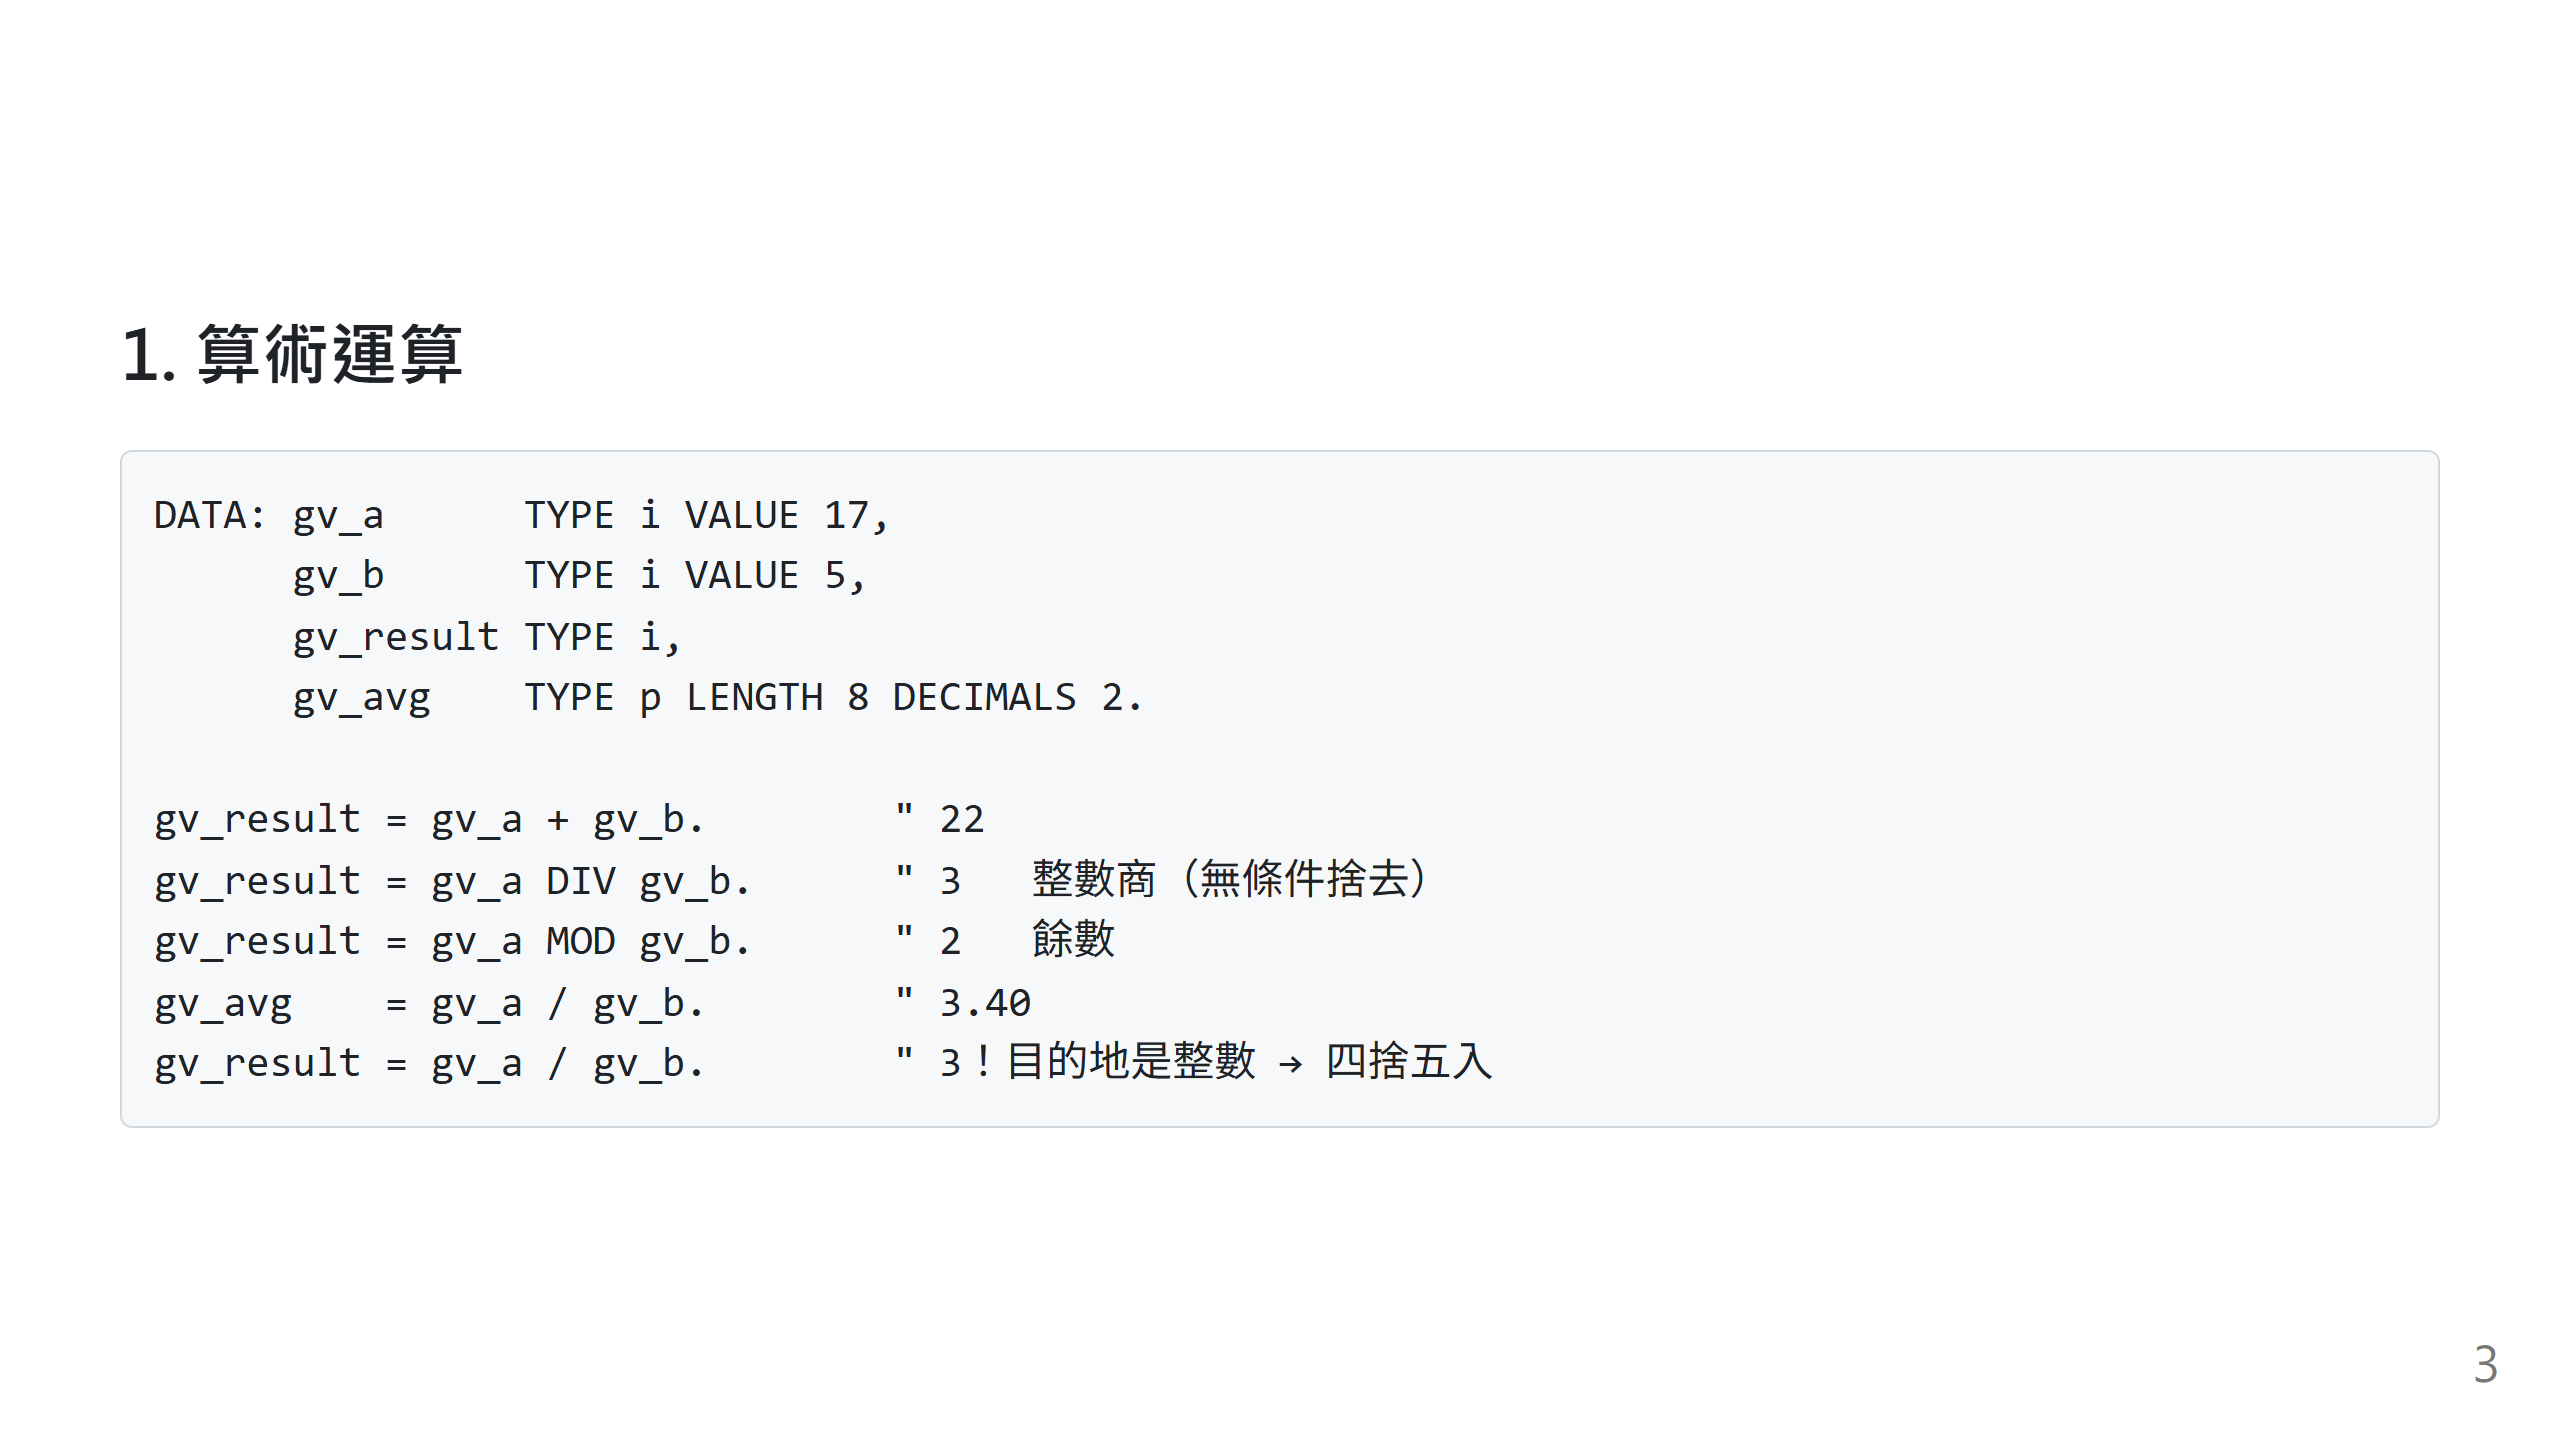 1. 算術運算
DATA: gv_a      TYPE i VALUE 17,
      gv_b      TYPE i VALUE 5,
      gv_result TYPE i,
      gv_avg    TYPE p LENGTH 8 DECIMALS 2.
gv_result = gv_a + gv_b.        " 22
gv_result = gv_a DIV gv_b.      " 3   整數商（無條件捨去）
gv_result = gv_a MOD gv_b.      " 2   餘數
gv_avg    = gv_a / gv_b.        " 3.40
gv_result = gv_a / gv_b.        " 3！目的地是整數 → 四捨五入
3